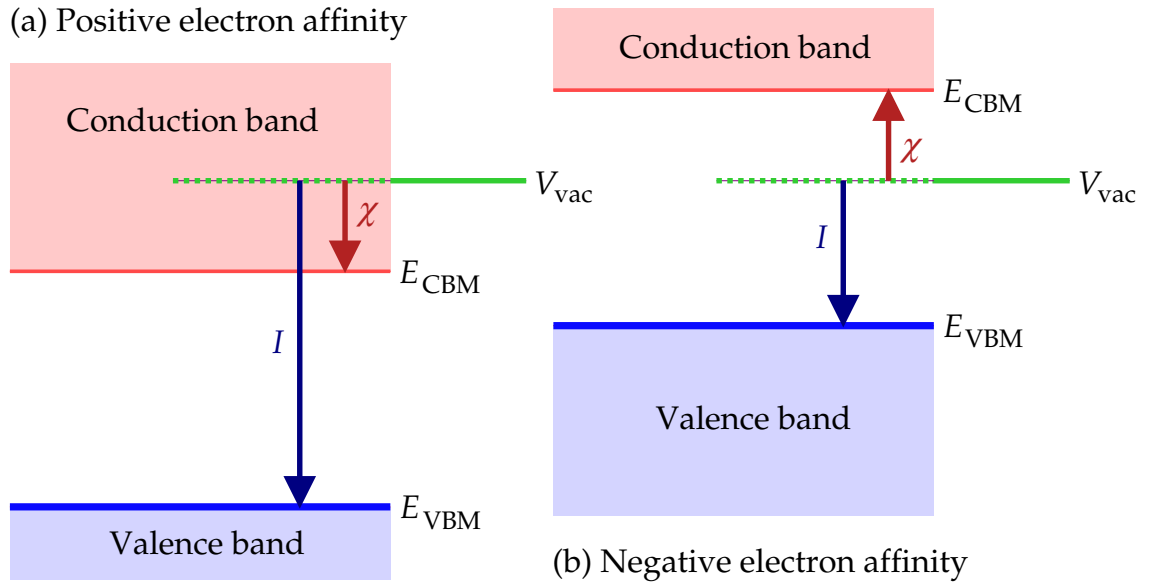 (a) Positive electron affinity
Conduction band
V_vac
χ
E_CBM
I
E_VBM
Valence band
Conduction band
E_CBM
χ
V_vac
I
E_VBM
Valence band
(b) Negative electron affinity